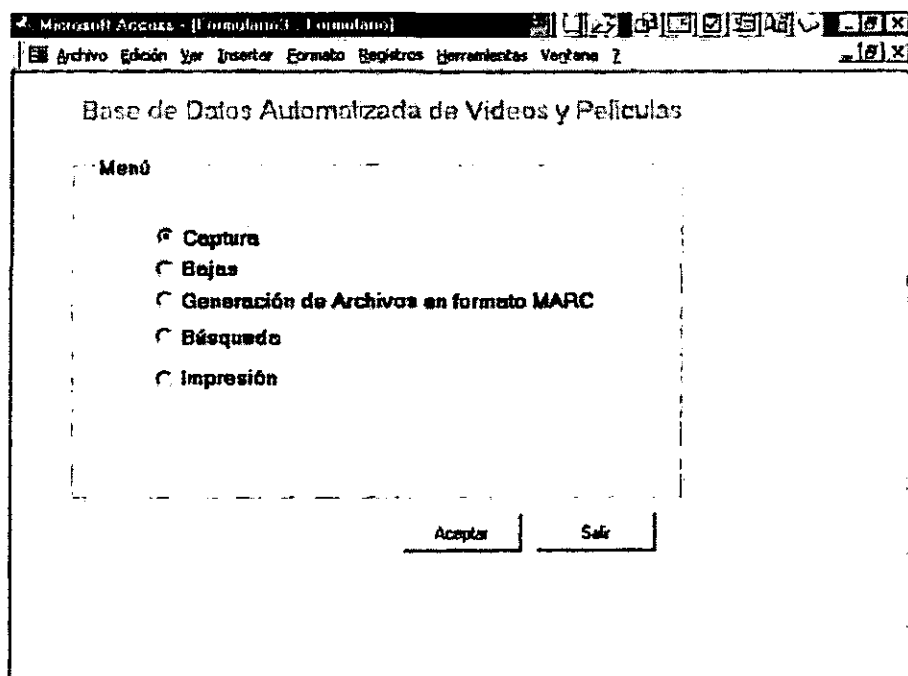 Microsoft Access - [Formulario3 : Formulario]
Archivo Edición Ver Insertar Formato Registros Herramientas Ventana ?
Base de Datos Automatizada de Videos y Películas
Menú
Captura
Bajas
Generación de Archivos en formato MARC
Búsqueda
Impresión
Aceptar
Salir